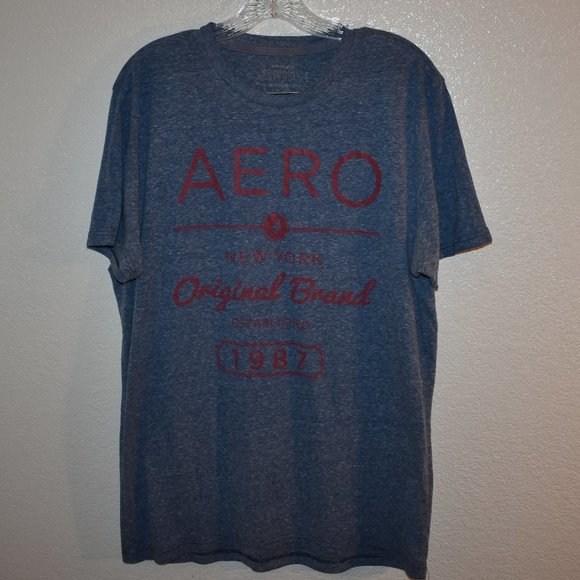 AERO
NEW YORK
Original Brand
ESTABLISHED
1987